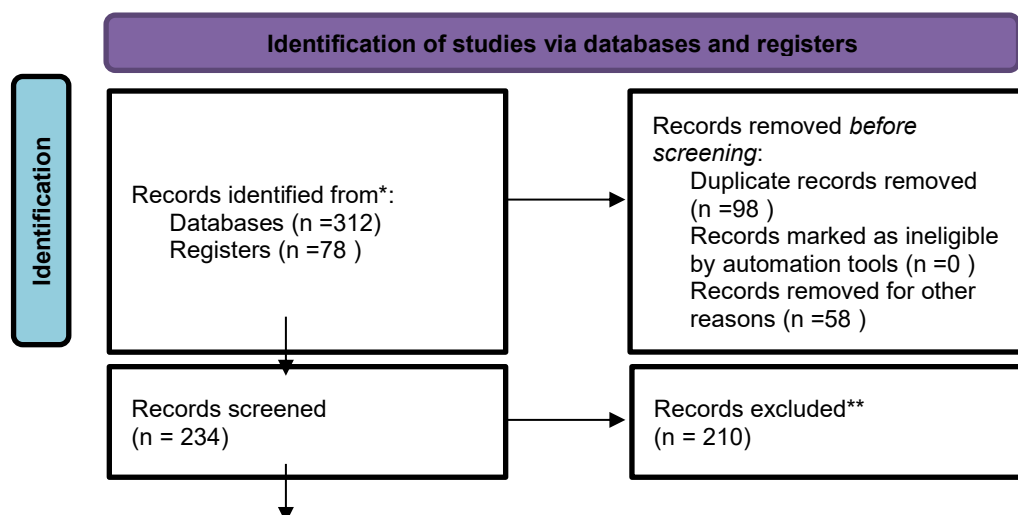 Identification of studies via databases and registers
Identification
Records identified from*:
Databases (n =312)
Registers (n =78 )
Records removed before
screening:
Duplicate records removed
(n =98 )
Records marked as ineligible
by automation tools (n =0 )
Records removed for other
reasons (n =58 )
Records screened
(n = 234)
Records excluded**
(n = 210)